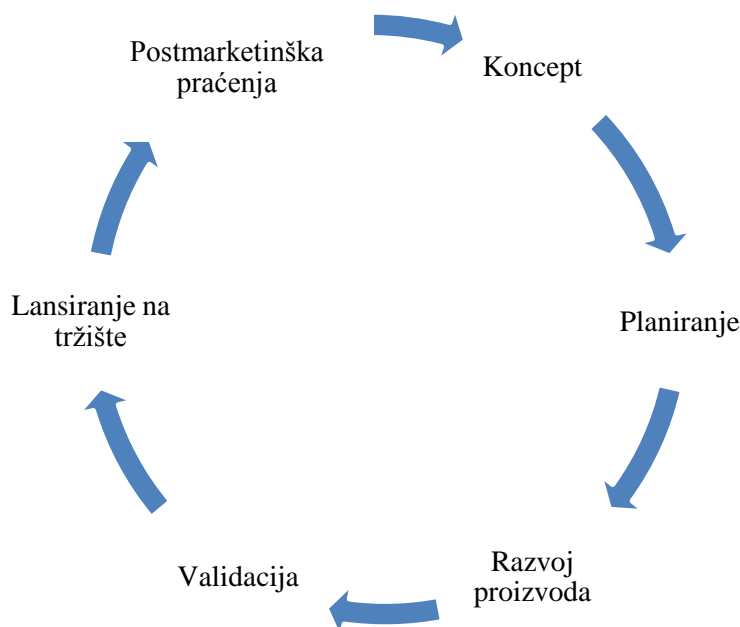 Postmarketinška
praćenja
Koncept
Planiranje
Razvoj
proizvoda
Validacija
Lansiranje na
tržište